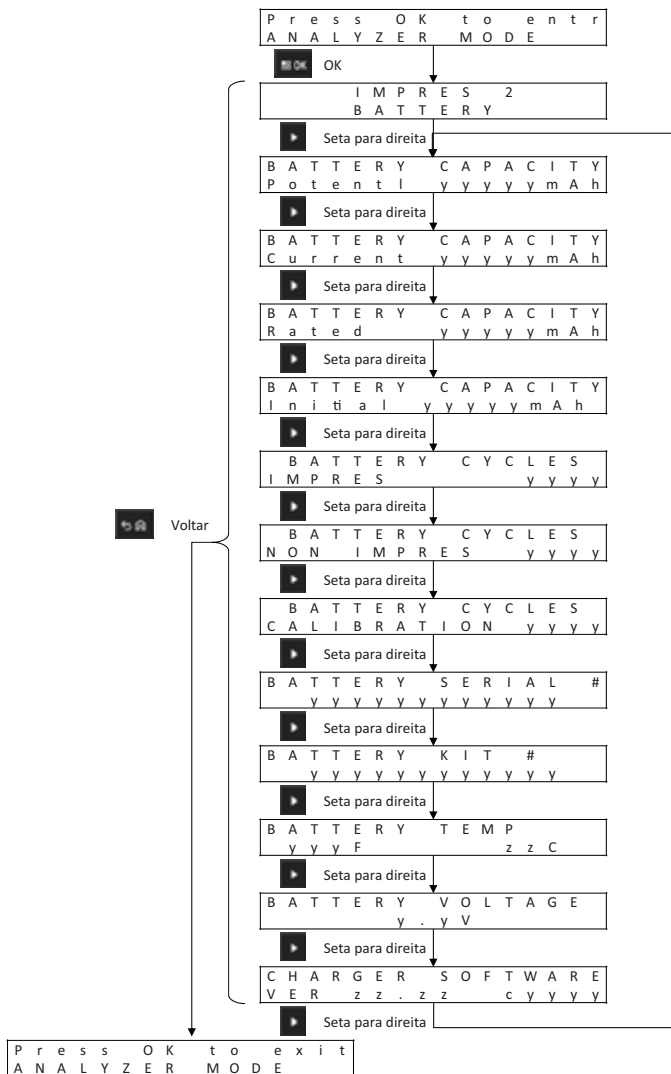 Press OK to entr
ANALYZER MODE
OK OK
IMPRES 2
BATTERY
Seta para direita
BATTERY CAPACITY
Potentl yyyyymAh
Seta para direita
BATTERY CAPACITY
Current yyyyymAh
Seta para direita
BATTERY CAPACITY
Rated yyyyymAh
Seta para direita
BATTERY CAPACITY
Initial yyyyymAh
Seta para direita
BATTERY CYCLES
IMPRES yyyy
Seta para direita
Voltar
BATTERY CYCLES
NON IMPRES yyyy
Seta para direita
BATTERY CYCLES
CALIBRATION yyyy
Seta para direita
BATTERY SERIAL #
yyyyyyyyyyyy
Seta para direita
BATTERY KIT #
yyyyyyyyyyyy
Seta para direita
BATTERY TEMP
yyyF zzC
Seta para direita
BATTERY VOLTAGE
y.yV
Seta para direita
CHARGER SOFTWARE
VER zz.zz cyyyy
Seta para direita
Press OK to exit
ANALYZER MODE